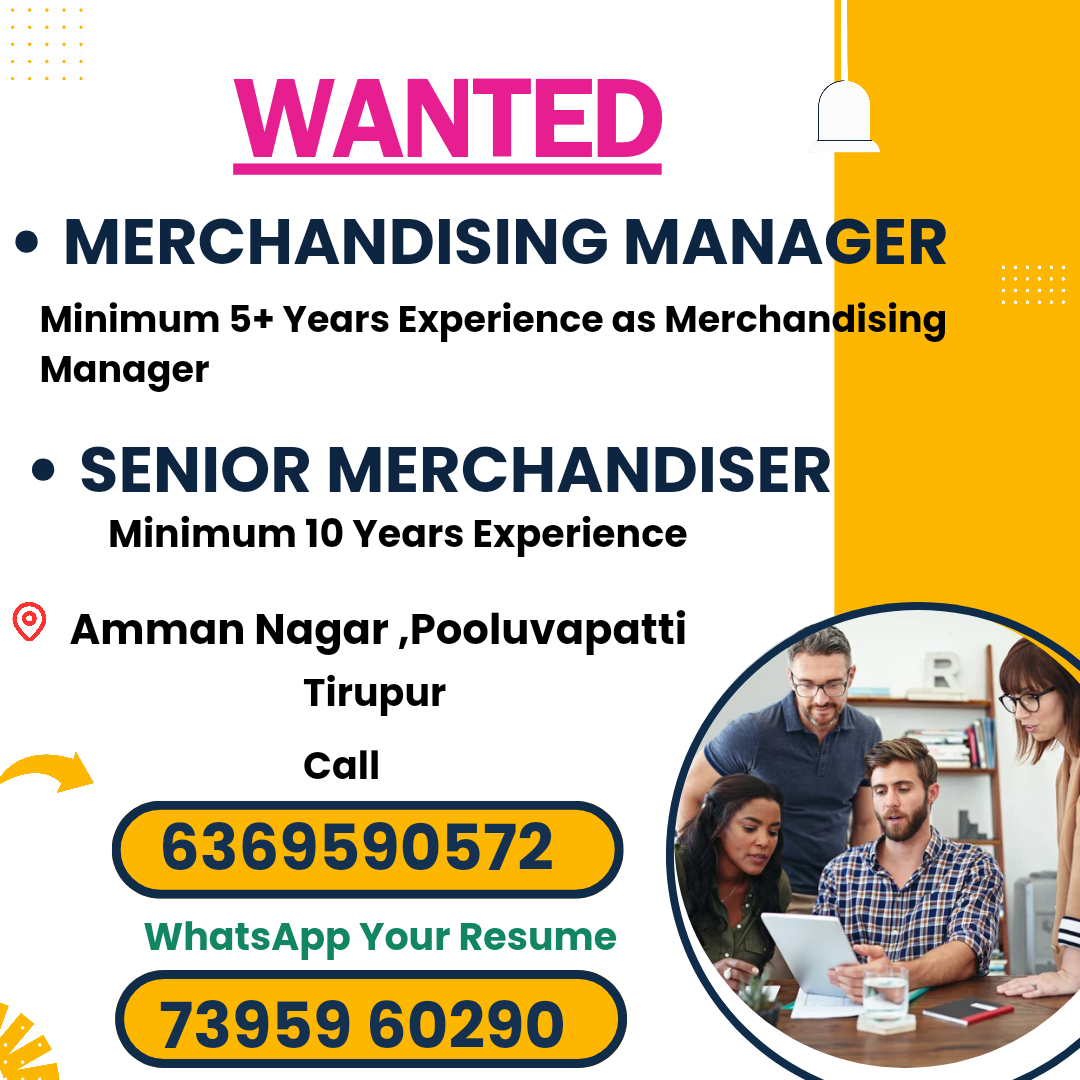 WANTED
• MERCHANDISING MANAGER
Minimum 5+ Years Experience as Merchandising
Manager
• SENIOR MERCHANDISER
Minimum 10 Years Experience
Amman Nagar ,Pooluvapatti
Tirupur
Call
6369590572
WhatsApp Your Resume
73959 60290
R